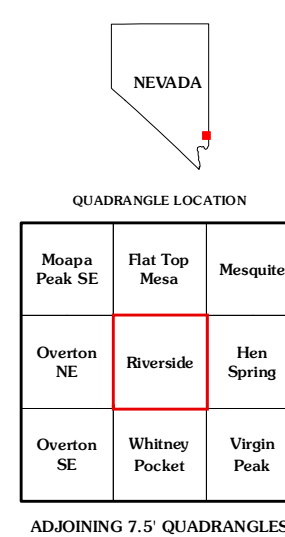 NEVADA
QUADRANGLE LOCATION
Moapa
Peak SE
Flat Top
Mesa
Mesquite
Overton
NE
Riverside
Hen
Spring
Overton
SE
Whitney
Pocket
Virgin
Peak
ADJOINING 7.5' QUADRANGLES